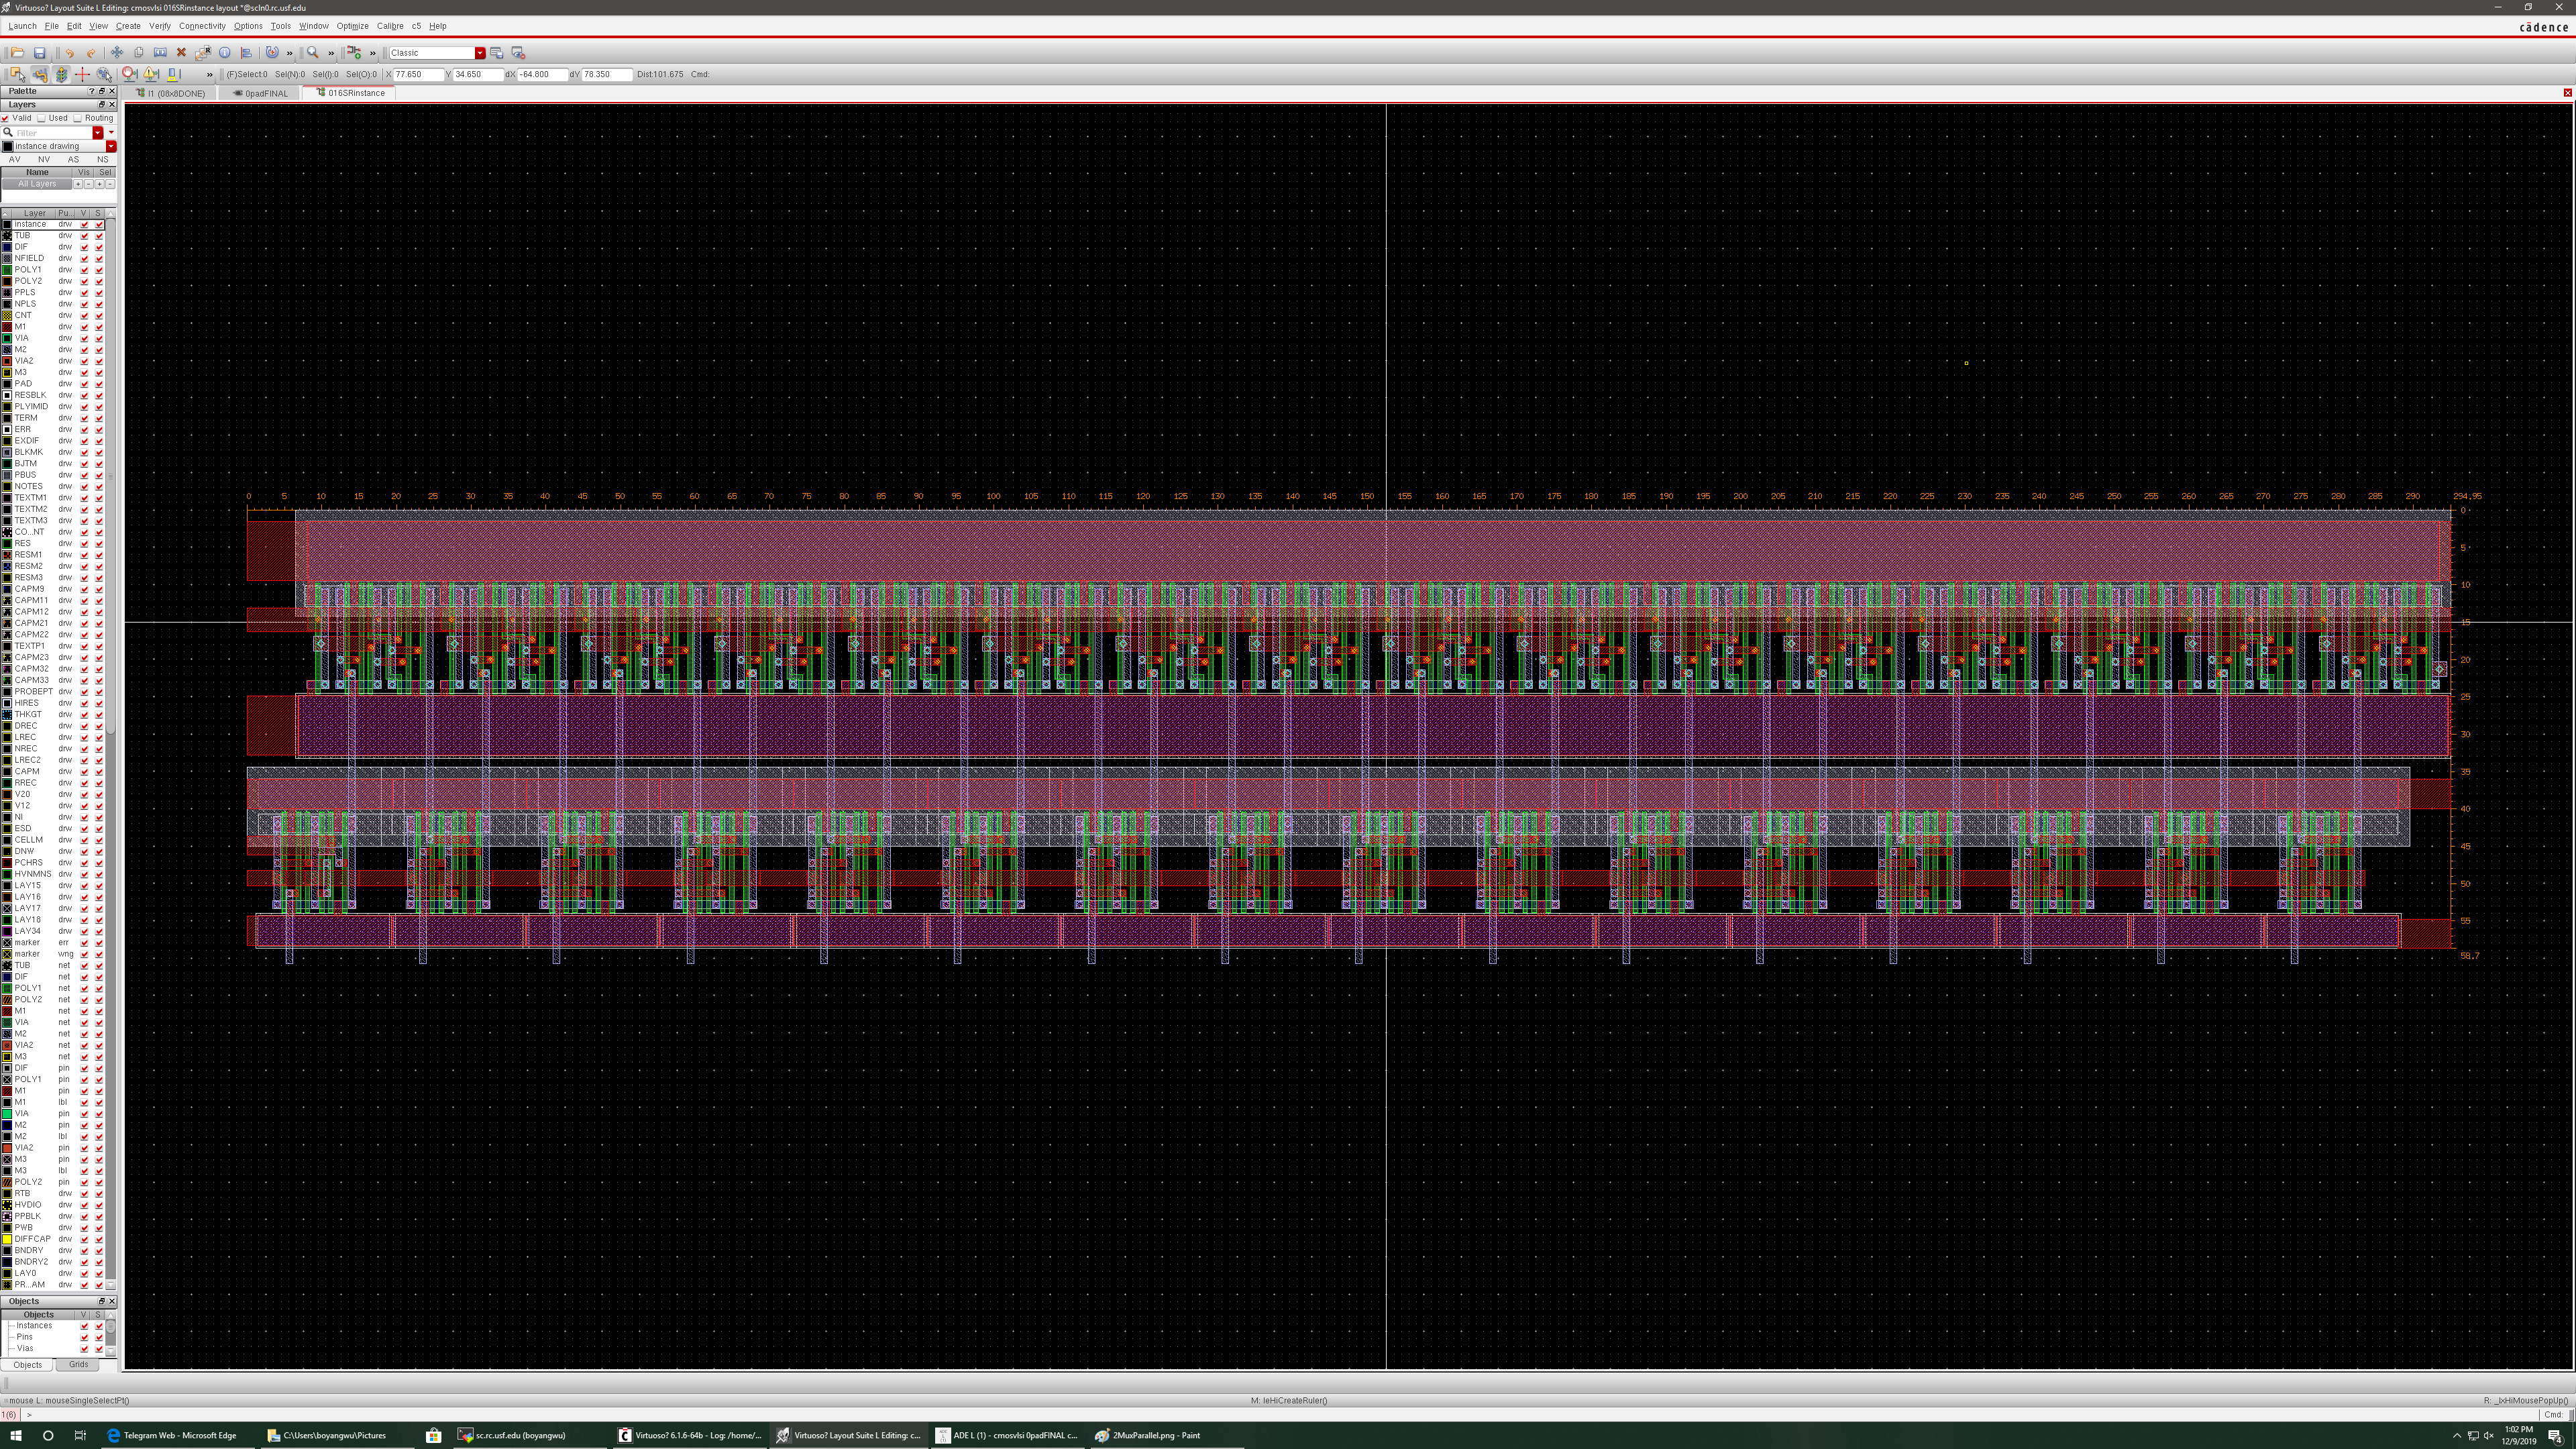 Virtuoso? Layout Suite L Editing: cmosvlsi 016SRinstance layout *@scln0.rc.usf.edu
Launch File Edit View Create Verify Connectivity Options Tools Window Optimize Calibre c5 Help
cādence
Classic
(F)Select:0 Sel(N):0 Sel(I):0 Sel(O):0 X 77.650 Y 34.650 dX -64.800 dY 78.350 Dist:101.675 Cmd:
Palette
I1 (08x8DONE) 0padFINAL 016SRinstance
Layers
Valid Used Routing
Filter
instance drawing
AV NV AS NS
Name Vis Sel
All Layers
Layer Pu... V S
instance drw
TUB drw
DIF drw
NFIELD drw
POLY1 drw
POLY2 drw
PPLS drw
NPLS drw
CNT drw
M1 drw
VIA drw
M2 drw
VIA2 drw
M3 drw
PAD drw
RESBLK drw
PLYIMID drw
TERM drw
ERR drw
EXDIF drw
BLKMK drw
BJTM drw
PBUS drw
NOTES drw
TEXTM1 drw
TEXTM2 drw
TEXTM3 drw
CO...NT drw
RES drw
RESM1 drw
RESM2 drw
RESM3 drw
CAPM9 drw
CAPM11 drw
CAPM12 drw
CAPM21 drw
CAPM22 drw
TEXTP1 drw
CAPM23 drw
CAPM32 drw
CAPM33 drw
PROBEPT drw
HIRES drw
THKGT drw
DREC drw
LREC drw
NREC drw
LREC2 drw
CAPM drw
RREC drw
V20 drw
V12 drw
NI drw
ESD drw
CELLM drw
DNW drw
PCHRS drw
HVNMNS drw
LAY15 drw
LAY16 drw
LAY17 drw
LAY18 drw
LAY34 drw
marker err
marker wng
TUB net
DIF net
POLY1 net
POLY2 net
M1 net
VIA net
M2 net
VIA2 net
M3 net
DIF pin
POLY1 pin
M1 pin
M1 lbl
VIA pin
M2 pin
M2 lbl
VIA2 pin
M3 pin
M3 lbl
POLY2 pin
RTB drw
HVDIO drw
PPBLK drw
PWB drw
DIFFCAP drw
BNDRY drw
BNDRY2 drw
LAY0 drw
PR...AM drw
0 5 10 15 20 25 30 35 40 45 50 55 60 65 70 75 80 85 90 95 100 105 110 115 120 125 130 135 140 145 150 155 160 165 170 175 180 185 190 195 200 205 210 215 220 225 230 235 240 245 250 255 260 265 270 275 280 285 290 294.95
0
5
10
15
20
25
30
35
40
45
50
55
58.7
Objects
Objects V S
Instances
Pins
Vias
Objects Grids
mouse L: mouseSingleSelectPt() M: leHiCreateRuler() R: _lxHiMousePopUp()
1(6) > Cmd:
Telegram Web - Microsoft Edge C:\Users\boyangwu\Pictures sc.rc.usf.edu (boyangwu) Virtuoso? 6.1.6-64b - Log: /home/... Virtuoso? Layout Suite L Editing: c... ADE L (1) - cmosvlsi 0padFINAL c... 2MuxParallel.png - Paint
1:02 PM
12/9/2019
4